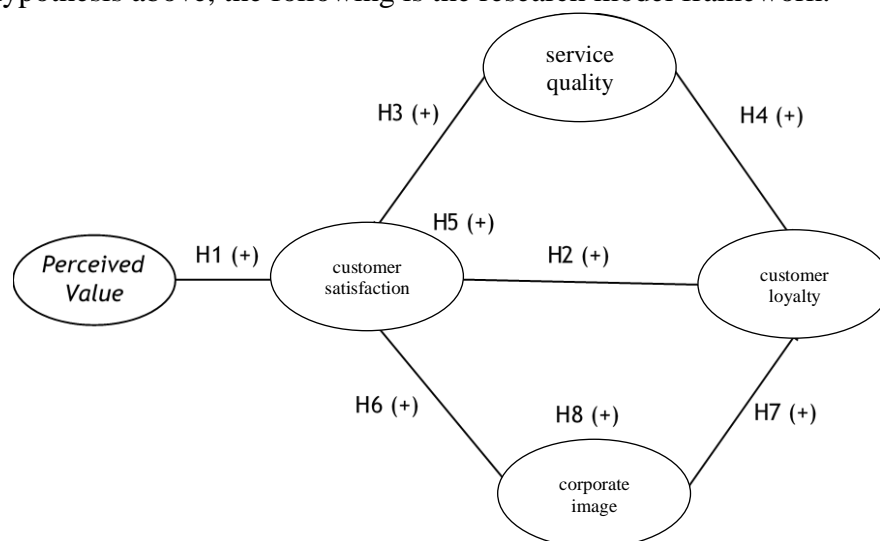 ypothesis above, the following is the research model framework.
service
quality
H3 (+)
H4 (+)
H5 (+)
Perceived
Value
H1 (+)
customer
satisfaction
H2 (+)
customer
loyalty
H6 (+)
H8 (+)
H7 (+)
corporate
image